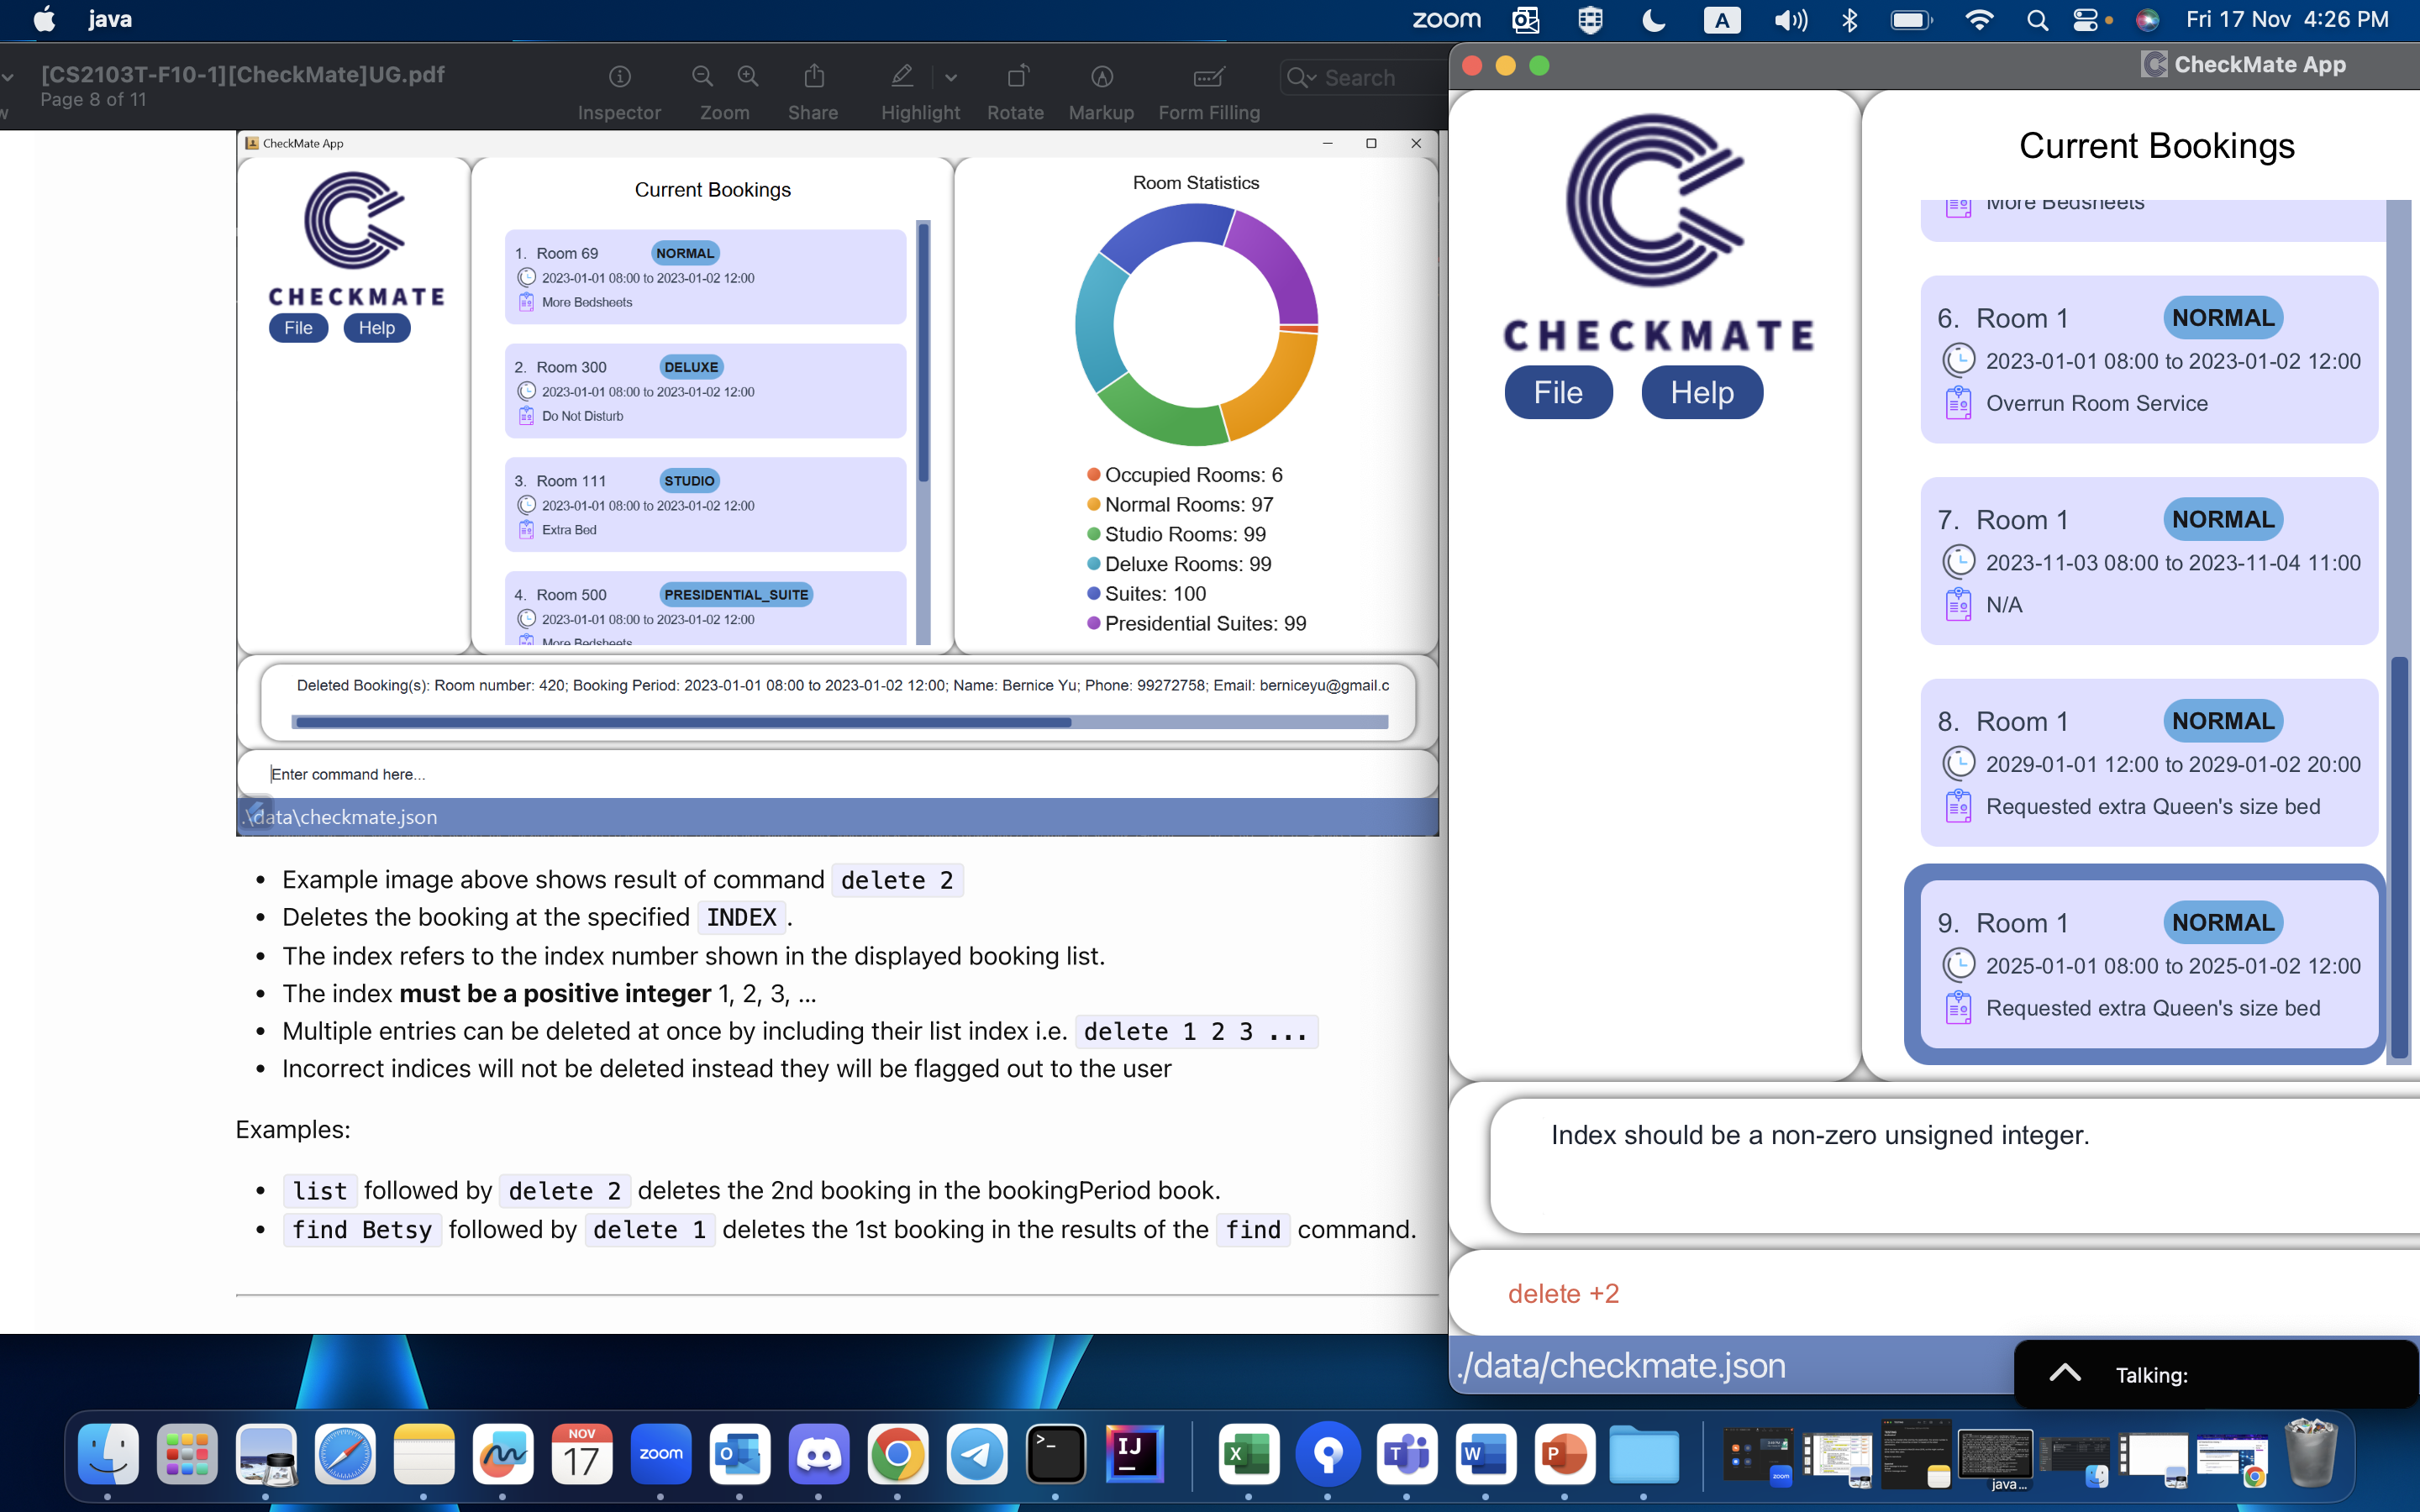 java
zoom
A
Fri 17 Nov 4:26 PM
[CS2103T-F10-1][CheckMate]UG.pdf
Page 8 of 11
Inspector
Zoom
Share
Highlight
Rotate
Markup
Form Filling
Search
CheckMate App
CHECKMATE
File
Help
Current Bookings
1. Room 69 NORMAL
2023-01-01 08:00 to 2023-01-02 12:00
More Bedsheets
2. Room 300 DELUXE
2023-01-01 08:00 to 2023-01-02 12:00
Do Not Disturb
3. Room 111 STUDIO
2023-01-01 08:00 to 2023-01-02 12:00
Extra Bed
4. Room 500 PRESIDENTIAL_SUITE
2023-01-01 08:00 to 2023-01-02 12:00
More Bedsheets
Room Statistics
Occupied Rooms: 6
Normal Rooms: 97
Studio Rooms: 99
Deluxe Rooms: 99
Suites: 100
Presidential Suites: 99
Deleted Booking(s): Room number: 420; Booking Period: 2023-01-01 08:00 to 2023-01-02 12:00; Name: Bernice Yu; Phone: 99272758; Email: berniceyu@gmail.c
Enter command here...
.\data\checkmate.json
• Example image above shows result of command delete 2
• Deletes the booking at the specified INDEX.
• The index refers to the index number shown in the displayed booking list.
• The index must be a positive integer 1, 2, 3, …
• Multiple entries can be deleted at once by including their list index i.e. delete 1 2 3 ...
• Incorrect indices will not be deleted instead they will be flagged out to the user
Examples:
• list followed by delete 2 deletes the 2nd booking in the bookingPeriod book.
• find Betsy followed by delete 1 deletes the 1st booking in the results of the find command.
CheckMate App
CHECKMATE
File
Help
Current Bookings
More Bedsheets
6. Room 1 NORMAL
2023-01-01 08:00 to 2023-01-02 12:00
Overrun Room Service
7. Room 1 NORMAL
2023-11-03 08:00 to 2023-11-04 11:00
N/A
8. Room 1 NORMAL
2029-01-01 12:00 to 2029-01-02 20:00
Requested extra Queen's size bed
9. Room 1 NORMAL
2025-01-01 08:00 to 2025-01-02 12:00
Requested extra Queen's size bed
Index should be a non-zero unsigned integer.
delete +2
./data/checkmate.json
Talking:
NOV
17
zoom
O
>_
IJ
X
T
W
P
zoom
java...